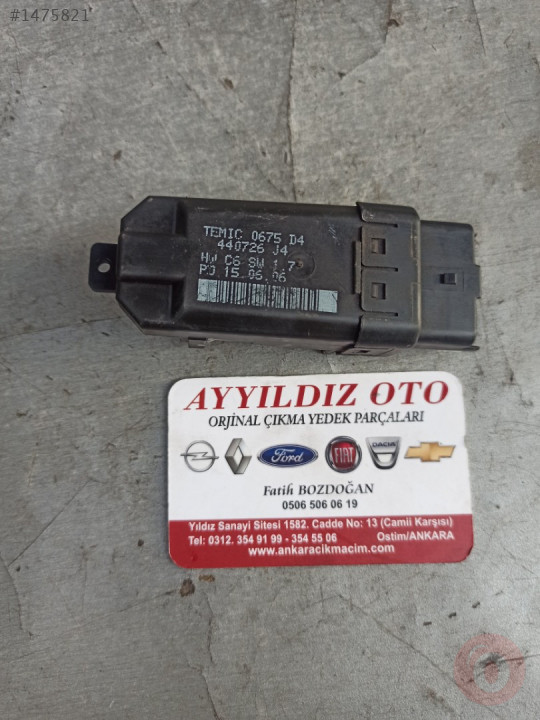 #1475821
TEMIC 0675 D4
440726 J4
HW C6 SW 1.7
PD 15.06.06
AYYILDIZ OTO
ORJİNAL ÇIKMA YEDEK PARÇALARI
Ford
FIAT
DACIA
Fatih BOZDOĞAN
0506 506 06 19
Yıldız Sanayi Sitesi 1582. Cadde No: 13 (Camii Karşısı)
Tel: 0312. 354 91 99 - 354 55 06 Ostim/ANKARA
www.ankaracikmacim.com